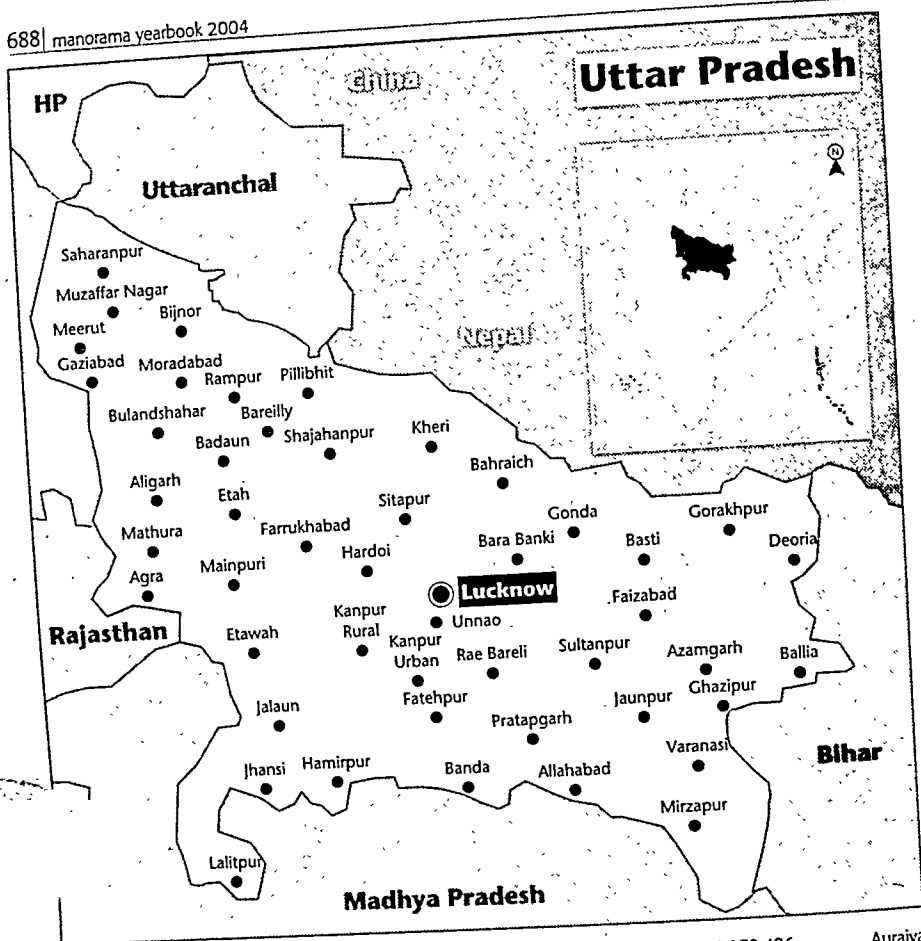 688| manorama yearbook 2004
HP
China
Uttar Pradesh
N
Uttaranchal
Saharanpur
Muzaffar Nagar
Bijnor
Meerut
Nepal
Gaziabad
Moradabad
Rampur
Pillibhit
Bulandshahar
Bareilly
Badaun
Shajahanpur
Kheri
Bahraich
Aligarh
Etah
Sitapur
Gonda
Gorakhpur
Mathura
Farrukhabad
Hardoi
Bara Banki
Basti
Deoria
Agra
Mainpuri
Lucknow
Faizabad
Rajasthan
Etawah
Kanpur
Rural
Unnao
Kanpur
Urban
Rae Bareli
Sultanpur
Azamgarh
Ballia
Jalaun
Fatehpur
Pratapgarh
Jaunpur
Ghazipur
Varanasi
Bihar
Jhansi
Hamirpur
Banda
Allahabad
Mirzapur
Lalitpur
Madhya Pradesh